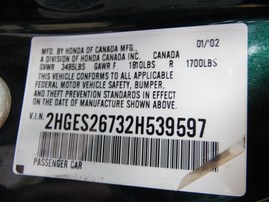 MFD. BY HONDA OF CANADA MFG., 01/02
A DIVISION OF HONDA CANADA INC. CANADA
GVWR 3485LBS GAWR F 1810LBS R 1700LBS
THIS VEHICLE CONFORMS TO ALL APPLICABLE
FEDERAL MOTOR VEHICLE SAFETY, BUMPER,
AND THEFT PREVENTION STANDARDS IN EFFECT
ON THE DATE OF MANUFACTURE SHOWN ABOVE.
V.I.N. 2HGES26732H539597
PASSENGER CAR